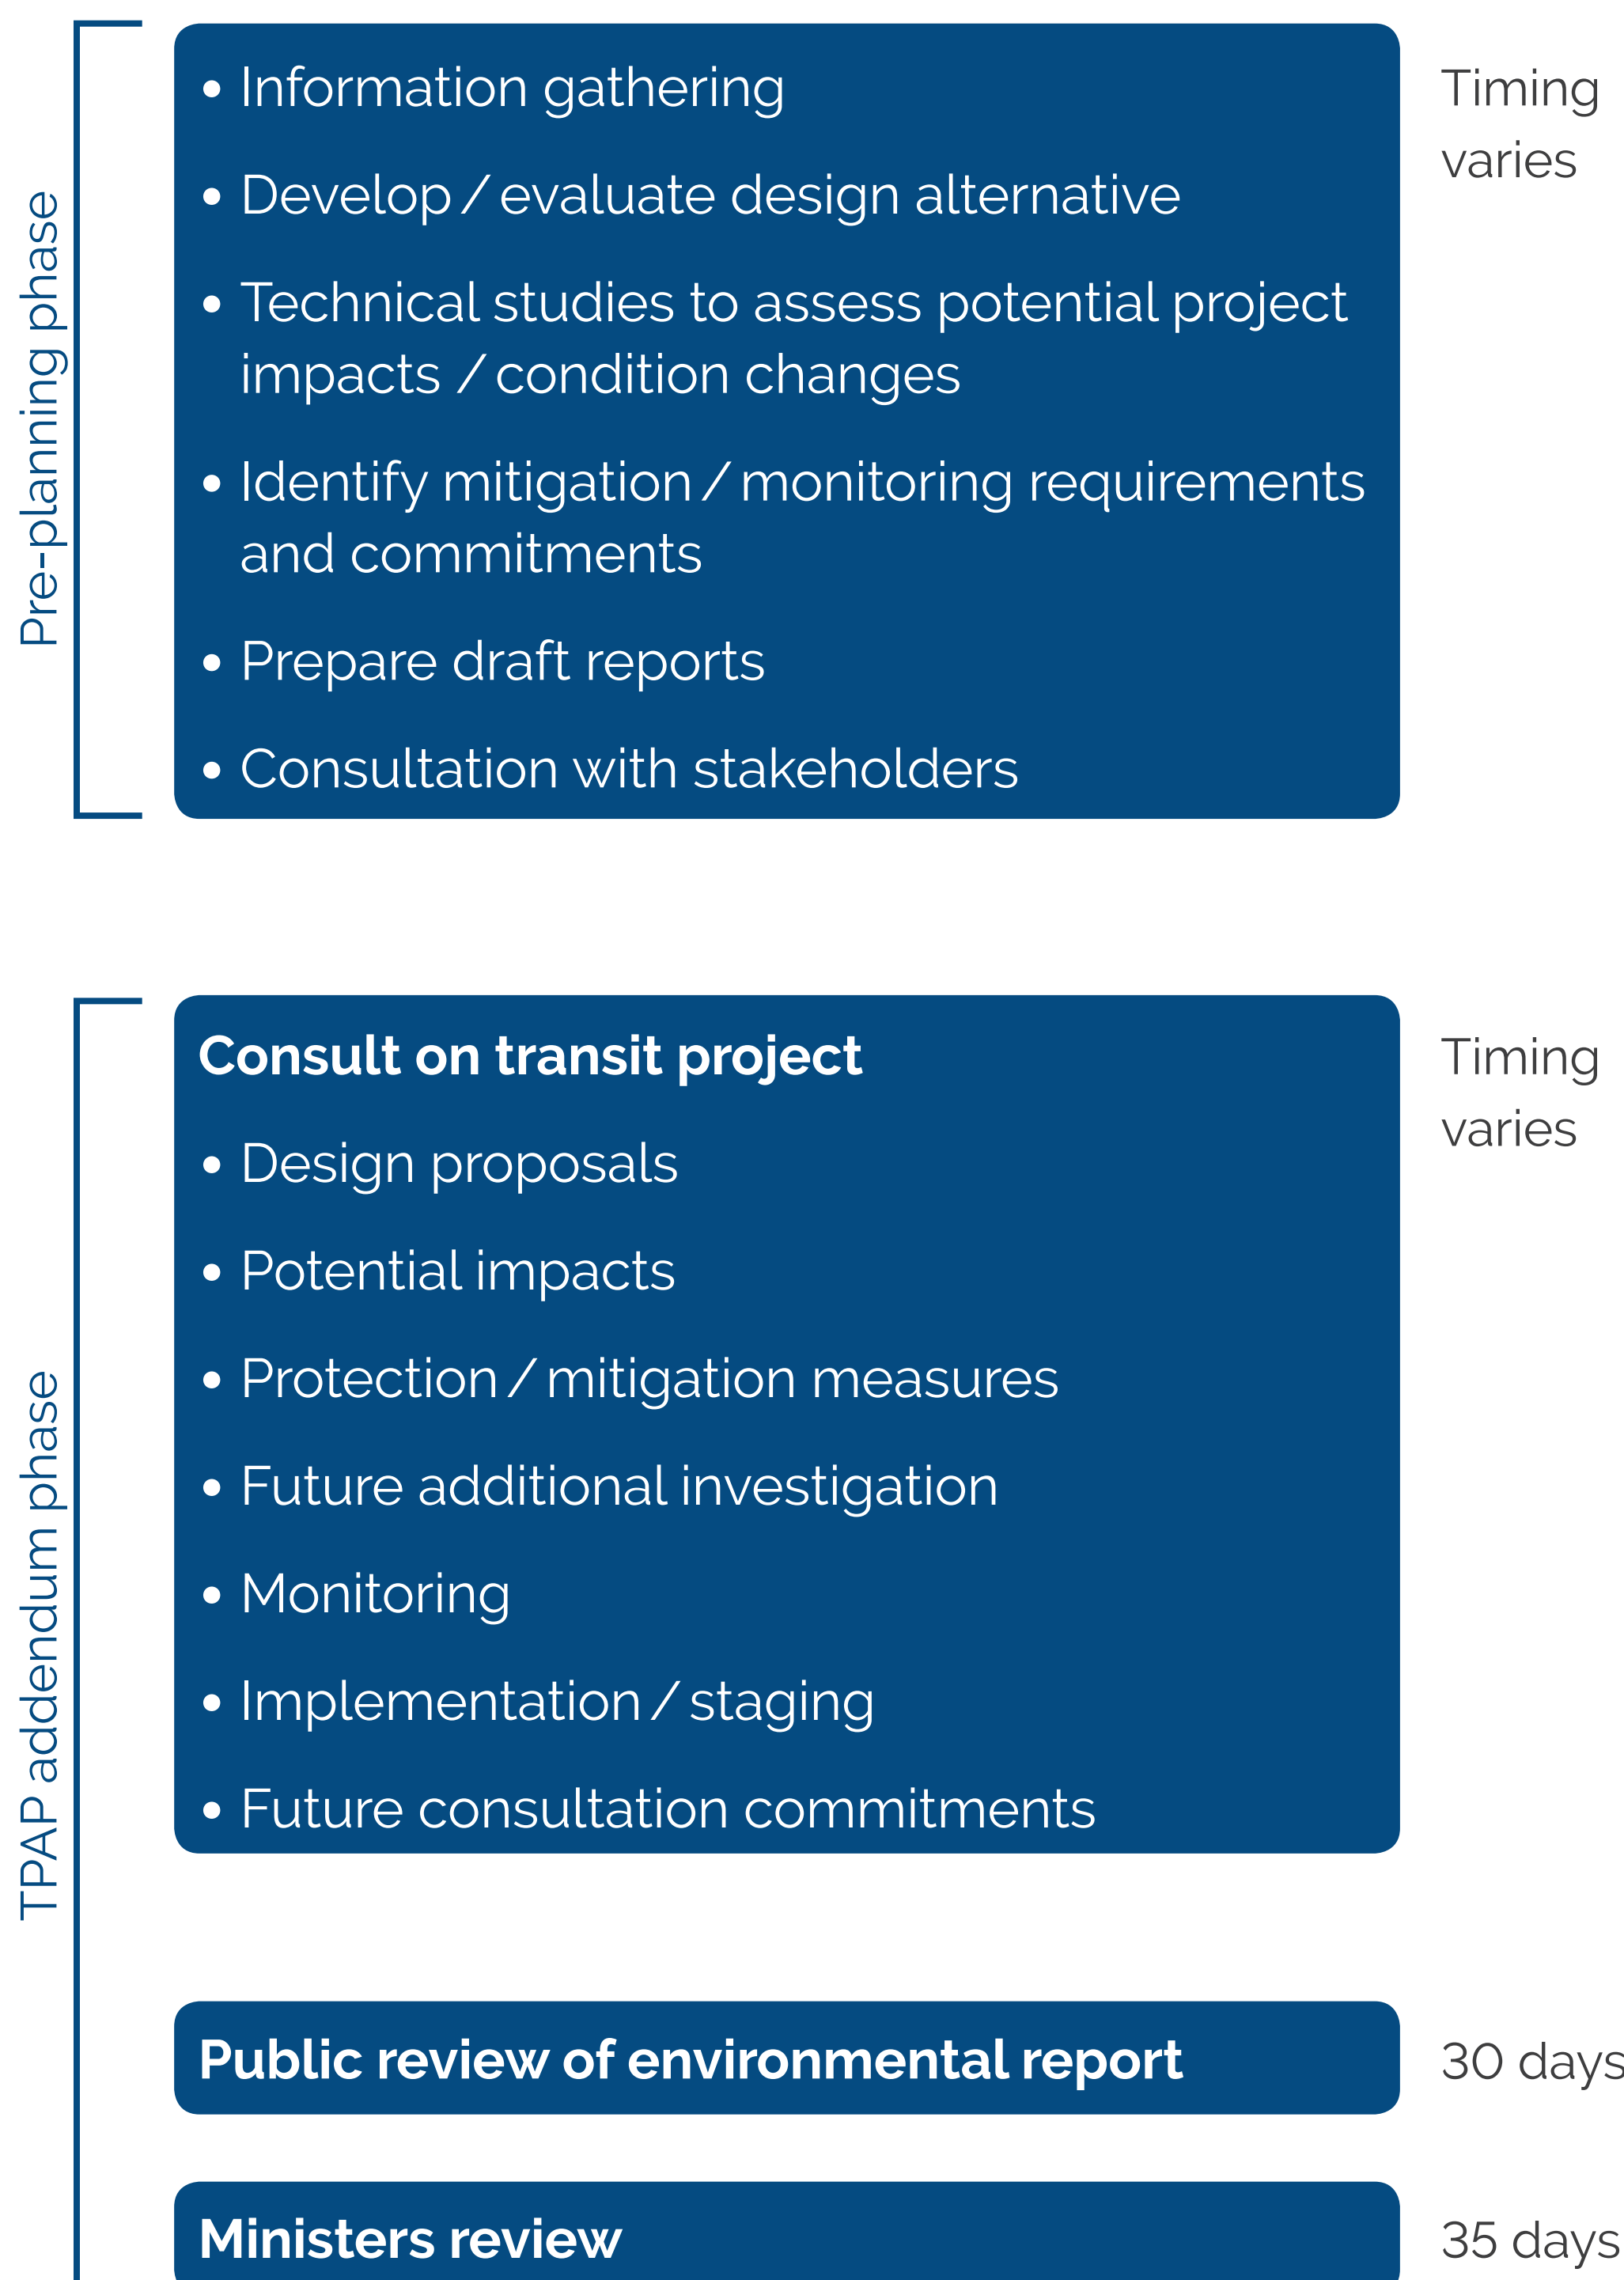 Pre-planning phase
• Information gathering
• Develop / evaluate design alternative
• Technical studies to assess potential project
impacts / condition changes
• Identify mitigation / monitoring requirements
and commitments
• Prepare draft reports
• Consultation with stakeholders
Timing
varies
TPAP addendum phase
Consult on transit project
• Design proposals
• Potential impacts
• Protection / mitigation measures
• Future additional investigation
• Monitoring
• Implementation / staging
• Future consultation commitments
Timing
varies
Public review of environmental report
30 days
Ministers review
35 days